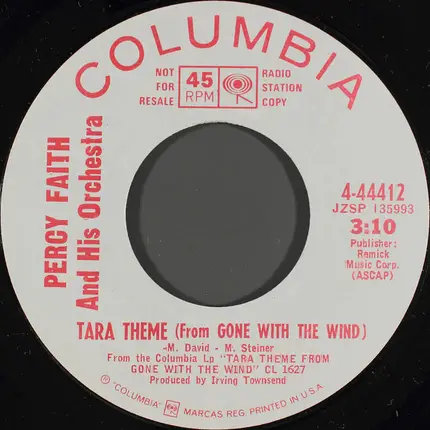 COLUMBIA
NOT
FOR
RESALE
45
RPM
RADIO
STATION
COPY
PERCY FAITH
And His Orchestra
4-44412
JZSP 135993
3:10
Publisher:
Remick
Music Corp.
(ASCAP)
TARA THEME (From GONE WITH THE WIND)
-M. David - M. Steiner
From the Columbia Lp "TARA THEME FROM
GONE WITH THE WIND" CL 1627
Produced by Irving Townsend
Ⓟ "COLUMBIA" MARCAS REG. PRINTED IN U.S.A.